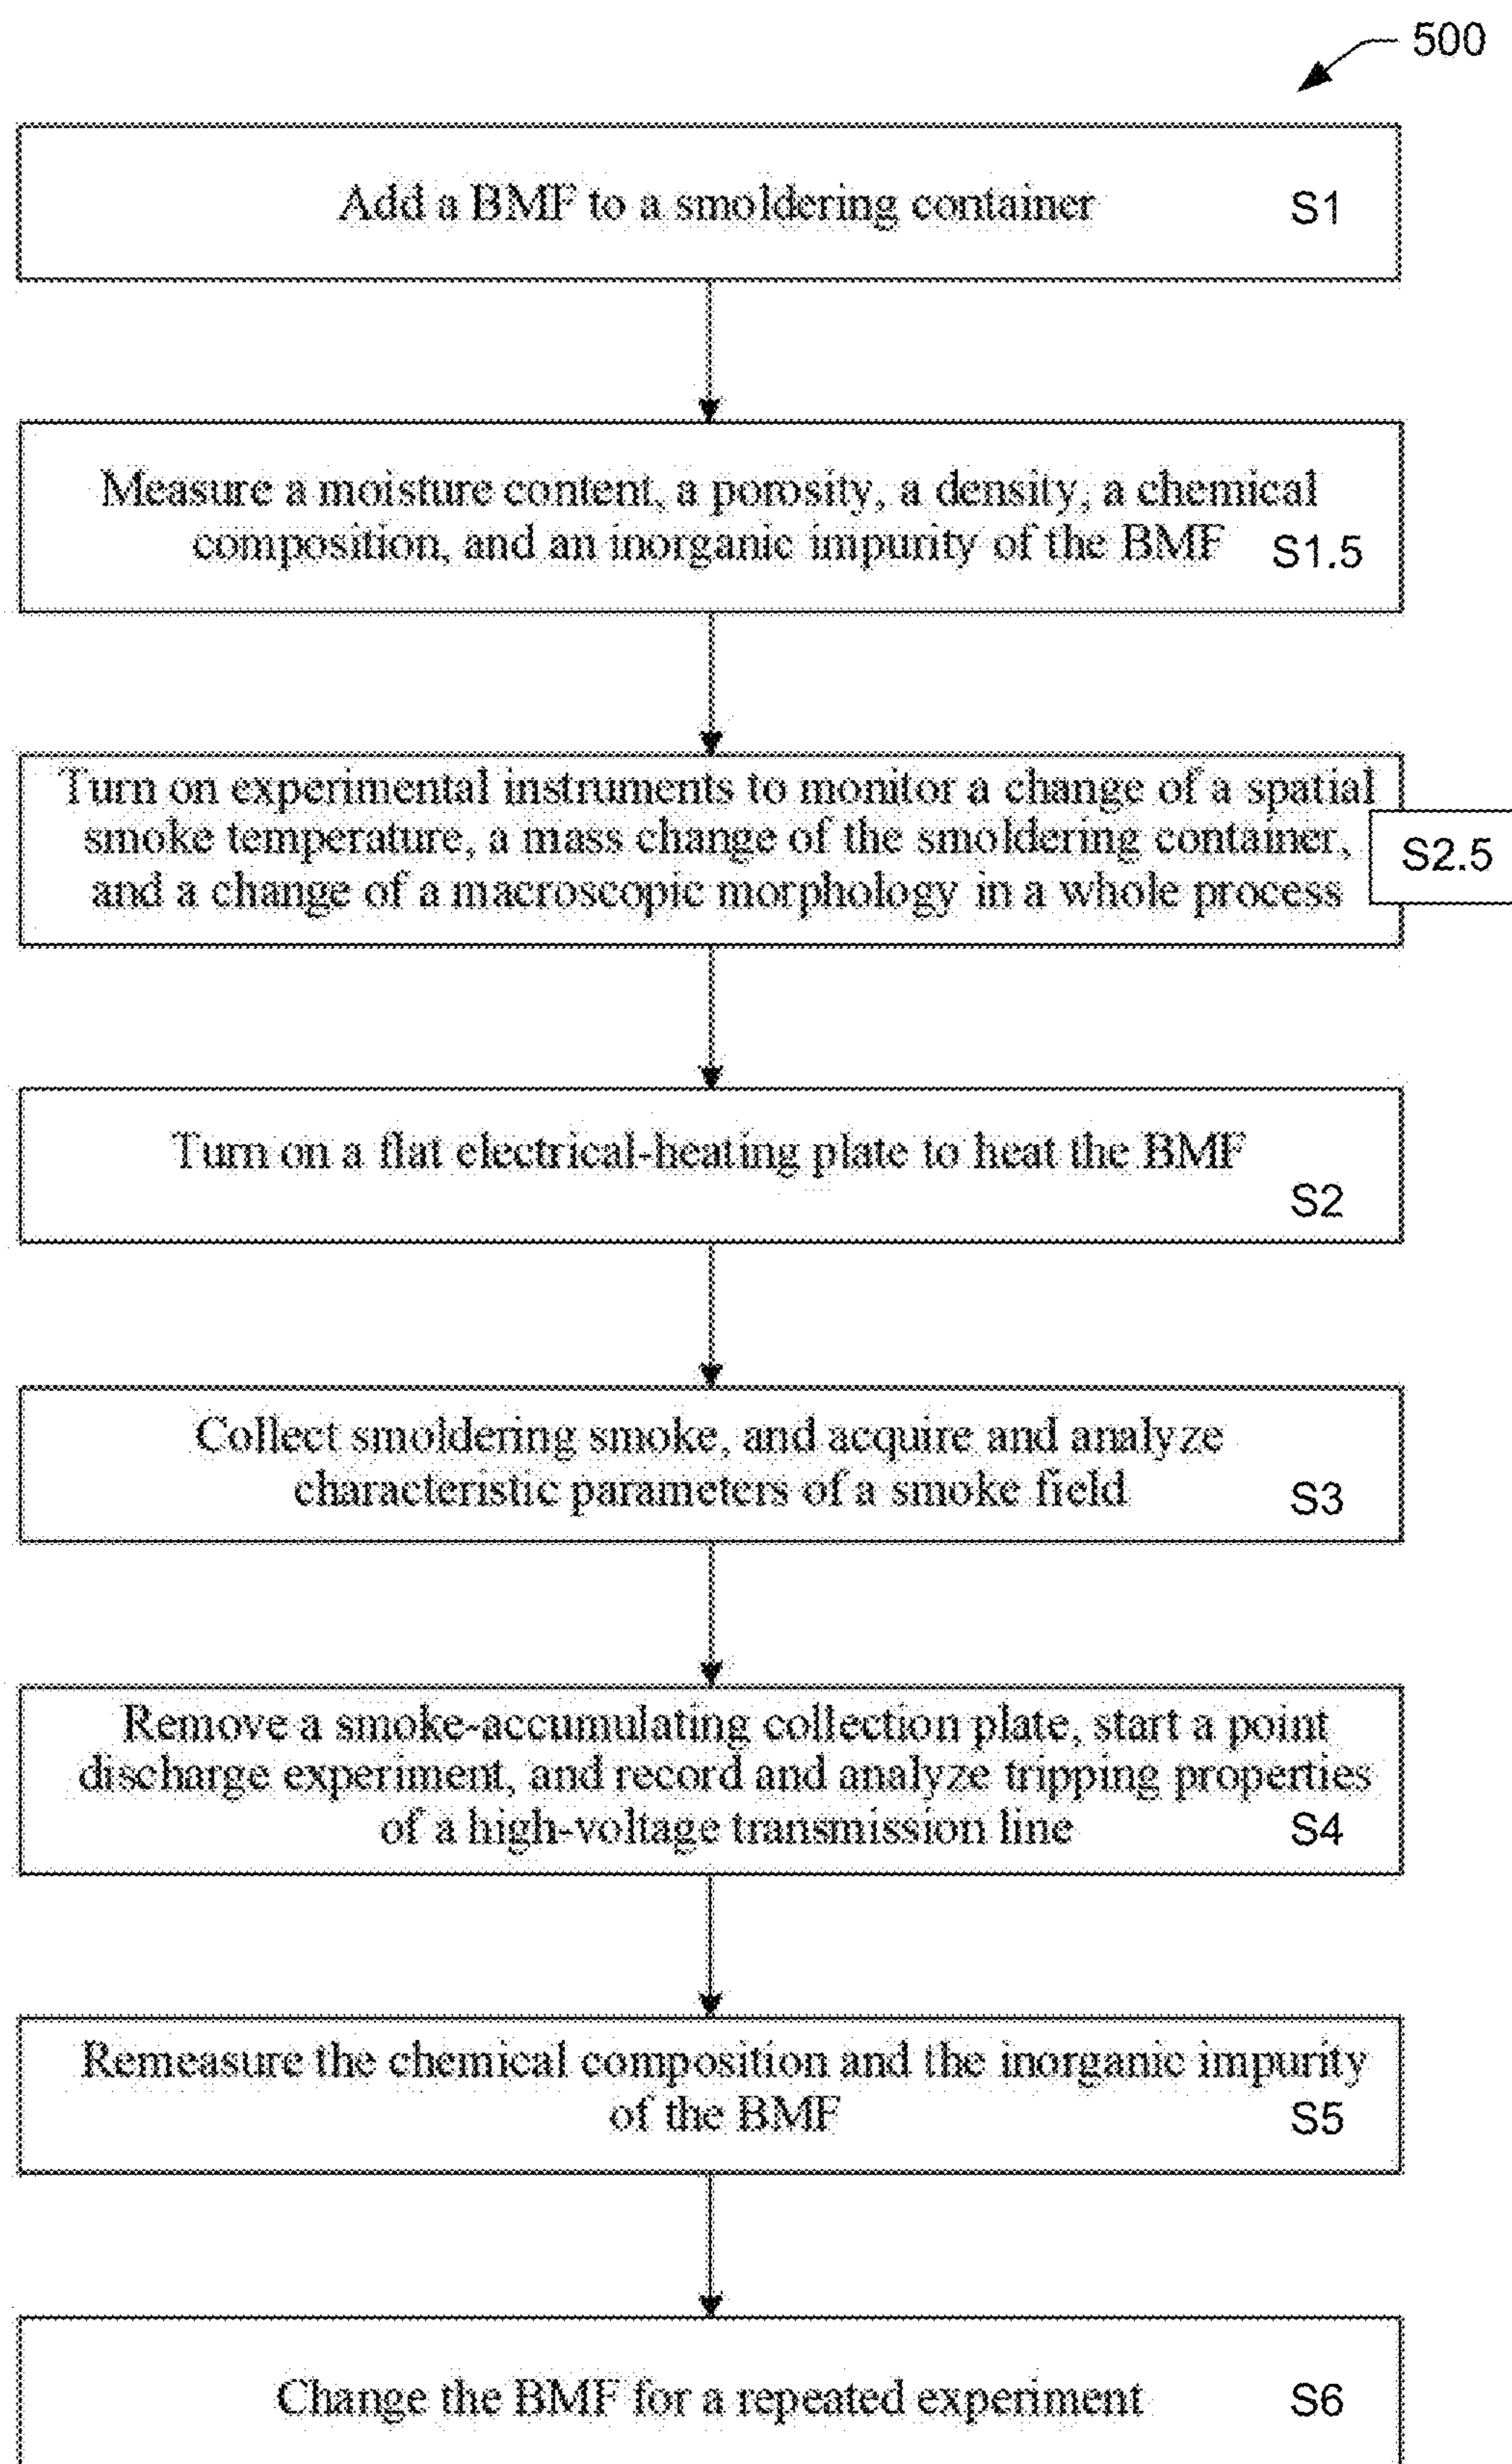 500
Add a BMF to a smoldering container
S1
Measure a moisture content, a porosity, a density, a chemical
composition, and an inorganic impurity of the BMF
S1.5
Turn on experimental instruments to monitor a change of a spatial
smoke temperature, a mass change of the smoldering container,
and a change of a macroscopic morphology in a whole process
S2.5
Turn on a flat electrical-heating plate to heat the BMF
S2
Collect smoldering smoke, and acquire and analyze
characteristic parameters of a smoke field
S3
Remove a smoke-accumulating collection plate, start a point
discharge experiment, and record and analyze tripping properties
of a high-voltage transmission line
S4
Remeasure the chemical composition and the inorganic impurity
of the BMF
S5
Change the BMF for a repeated experiment
S6